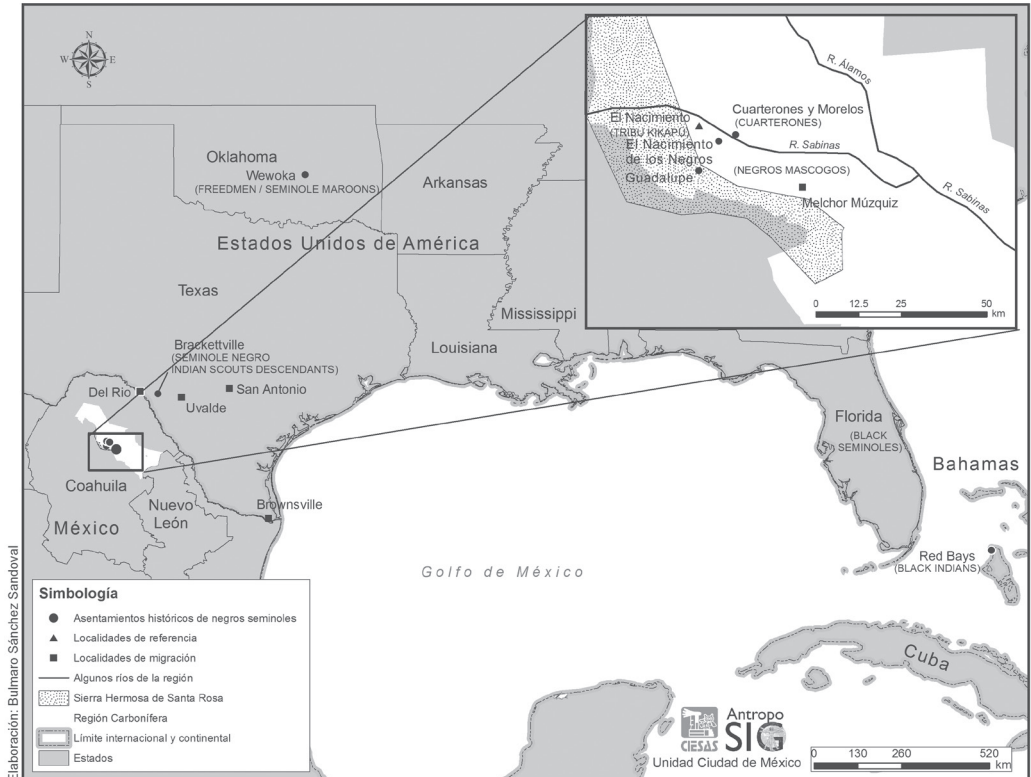 N
W E
S
R. Álamos
Cuarterones y Morelos
(CUARTERONES)
El Nacimiento
(TRIBU KIKAPÚ)
El Nacimiento
de los Negros
R. Sabinas
Guadalupe
(NEGROS MASCOGOS)
R. Sabinas
Melchor Múzquiz
0 12.5 25 50
km
Oklahoma
Wewoka
(FREEDMEN / SEMINOLE MAROONS)
Arkansas
Estados Unidos de América
Texas
Mississippi
Louisiana
Brackettville
(SEMINOLE NEGRO
INDIAN SCOUTS DESCENDANTS)
Del Rio
San Antonio
Uvalde
Florida
(BLACK
SEMINOLES)
Bahamas
Coahuila
Nuevo
León
Brownsville
México
Golfo de México
Red Bays
(BLACK INDIANS)
Cuba
Simbología
Asentamientos históricos de negros seminoles
Localidades de referencia
Localidades de migración
Algunos ríos de la región
Sierra Hermosa de Santa Rosa
Región Carbonífera
Límite internacional y continental
Estados
CIESAS
Antropo
SIG
Unidad Ciudad de México
0 130 260 520
km
Elaboración: Bulmaro Sánchez Sandoval